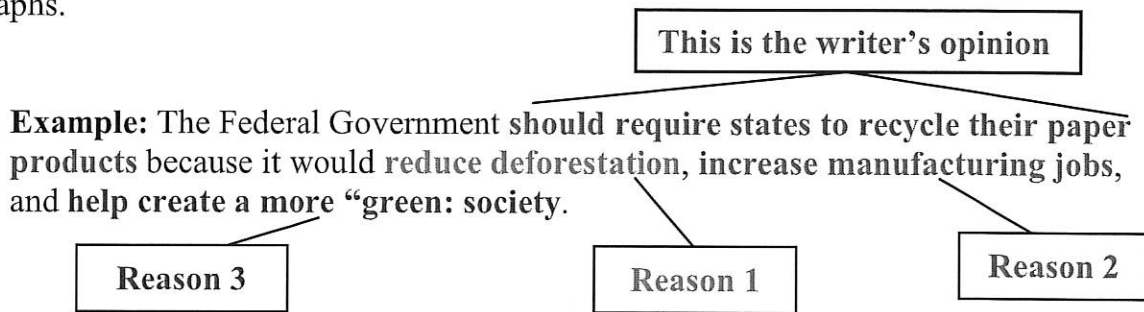 aphs.
This is the writer's opinion
Example: The Federal Government should require states to recycle their paper
products because it would reduce deforestation, increase manufacturing jobs,
and help create a more “green: society.
Reason 3
Reason 1
Reason 2